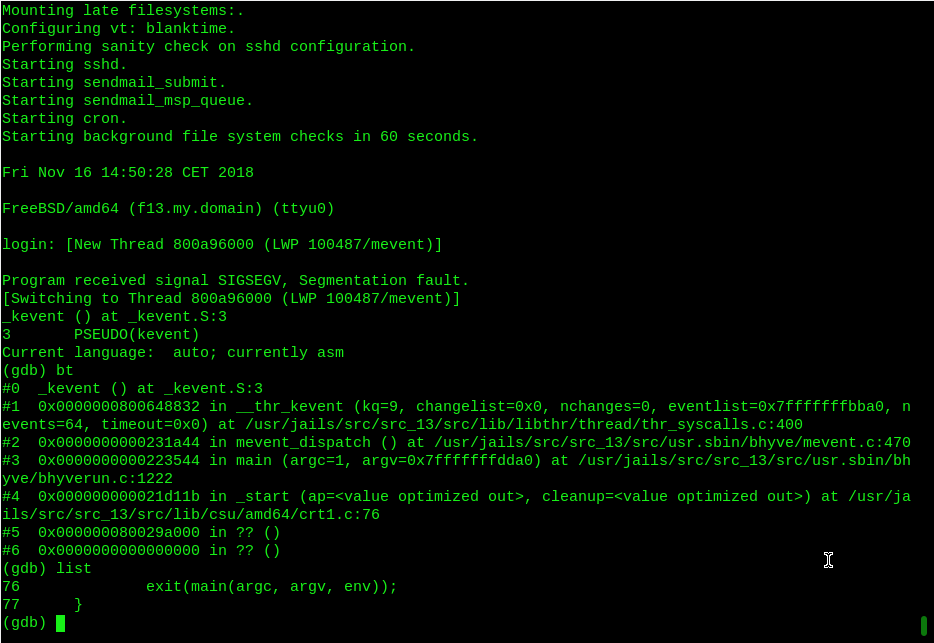 Mounting late filesystems:.
Configuring vt: blanktime.
Performing sanity check on sshd configuration.
Starting sshd.
Starting sendmail_submit.
Starting sendmail_msp_queue.
Starting cron.
Starting background file system checks in 60 seconds.

Fri Nov 16 14:50:28 CET 2018

FreeBSD/amd64 (f13.my.domain) (ttyu0)

login: [New Thread 800a96000 (LWP 100487/mevent)]

Program received signal SIGSEGV, Segmentation fault.
[Switching to Thread 800a96000 (LWP 100487/mevent)]
_kevent () at _kevent.S:3
3       PSEUDO(kevent)
Current language:  auto; currently asm
(gdb) bt
#0  _kevent () at _kevent.S:3
#1  0x0000000800648832 in __thr_kevent (kq=9, changelist=0x0, nchanges=0, eventlist=0x7fffffffbba0, n
events=64, timeout=0x0) at /usr/jails/src/src_13/src/lib/libthr/thread/thr_syscalls.c:400
#2  0x0000000000231a44 in mevent_dispatch () at /usr/jails/src/src_13/src/usr.sbin/bhyve/mevent.c:470
#3  0x0000000000223544 in main (argc=1, argv=0x7fffffffdda0) at /usr/jails/src/src_13/src/usr.sbin/bh
yve/bhyverun.c:1222
#4  0x000000000021d11b in _start (ap=<value optimized out>, cleanup=<value optimized out>) at /usr/ja
ils/src/src_13/src/lib/csu/amd64/crt1.c:76
#5  0x000000080029a000 in ?? ()
#6  0x0000000000000000 in ?? ()
(gdb) list
76              exit(main(argc, argv, env));
77      }
(gdb)